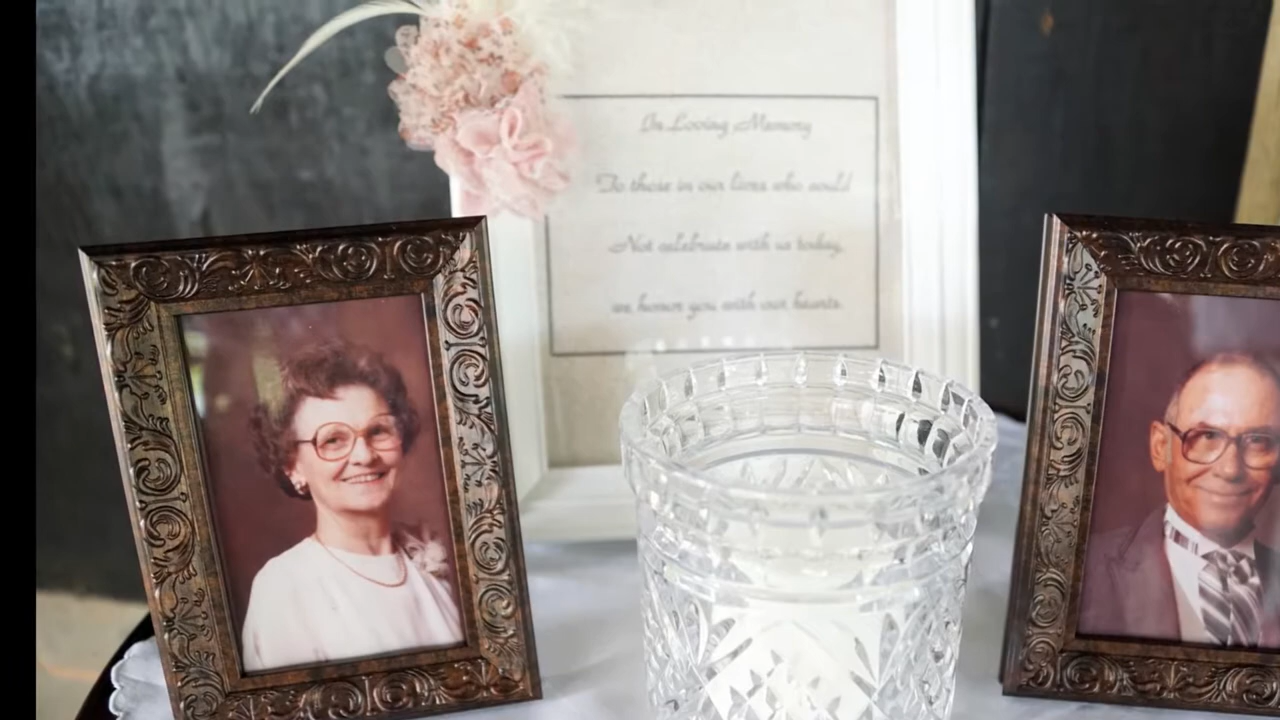 In Loving Memory
To those in our lives who could
Not celebrate with us today,
we honor you with our hearts.